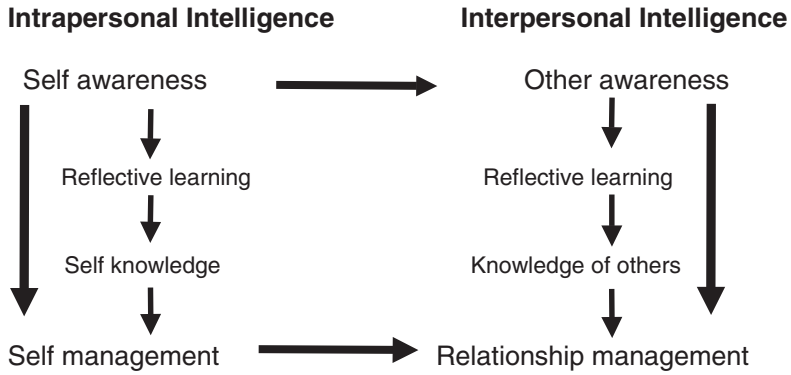 Intrapersonal Intelligence
Interpersonal Intelligence
Self awareness
Other awareness
Reflective learning
Reflective learning
Self knowledge
Knowledge of others
Self management
Relationship management